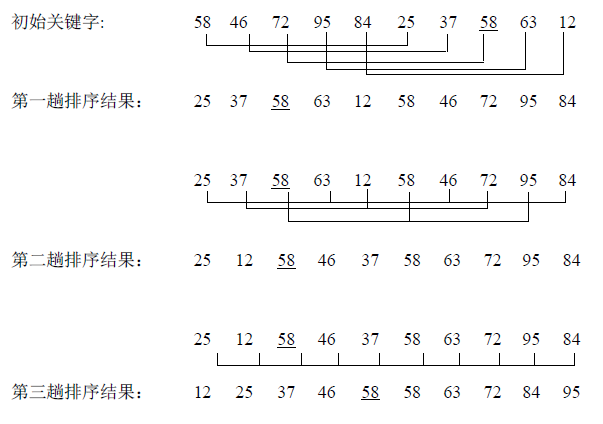 初始关键字: 58 46 72 95 84 25 37 58 63 12
第一趟排序结果： 25 37 58 63 12 58 46 72 95 84
25 37 58 63 12 58 46 72 95 84
第二趟排序结果： 25 12 58 46 37 58 63 72 95 84
25 12 58 46 37 58 63 72 95 84
第三趟排序结果： 12 25 37 46 58 58 63 72 84 95